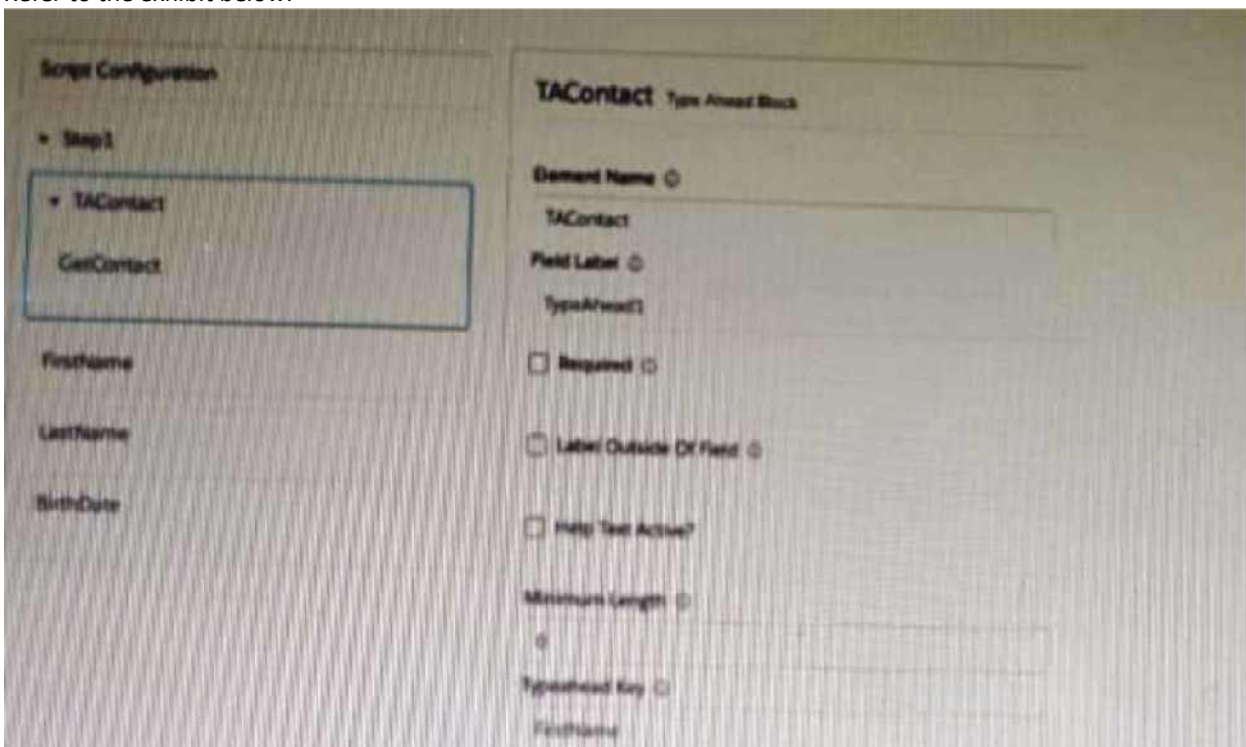 Refer to the exhibit below.
Script Configuration
Step1
TAContact
GetContact
FirstName
LastName
BirthDate
TAContact Type Ahead Block
Element Name
TAContact
Field Label
TypeAhead1
Required
Label Outside Of Field
Help Text Active?
Minimum Length
0
Typeahead Key
FirstName